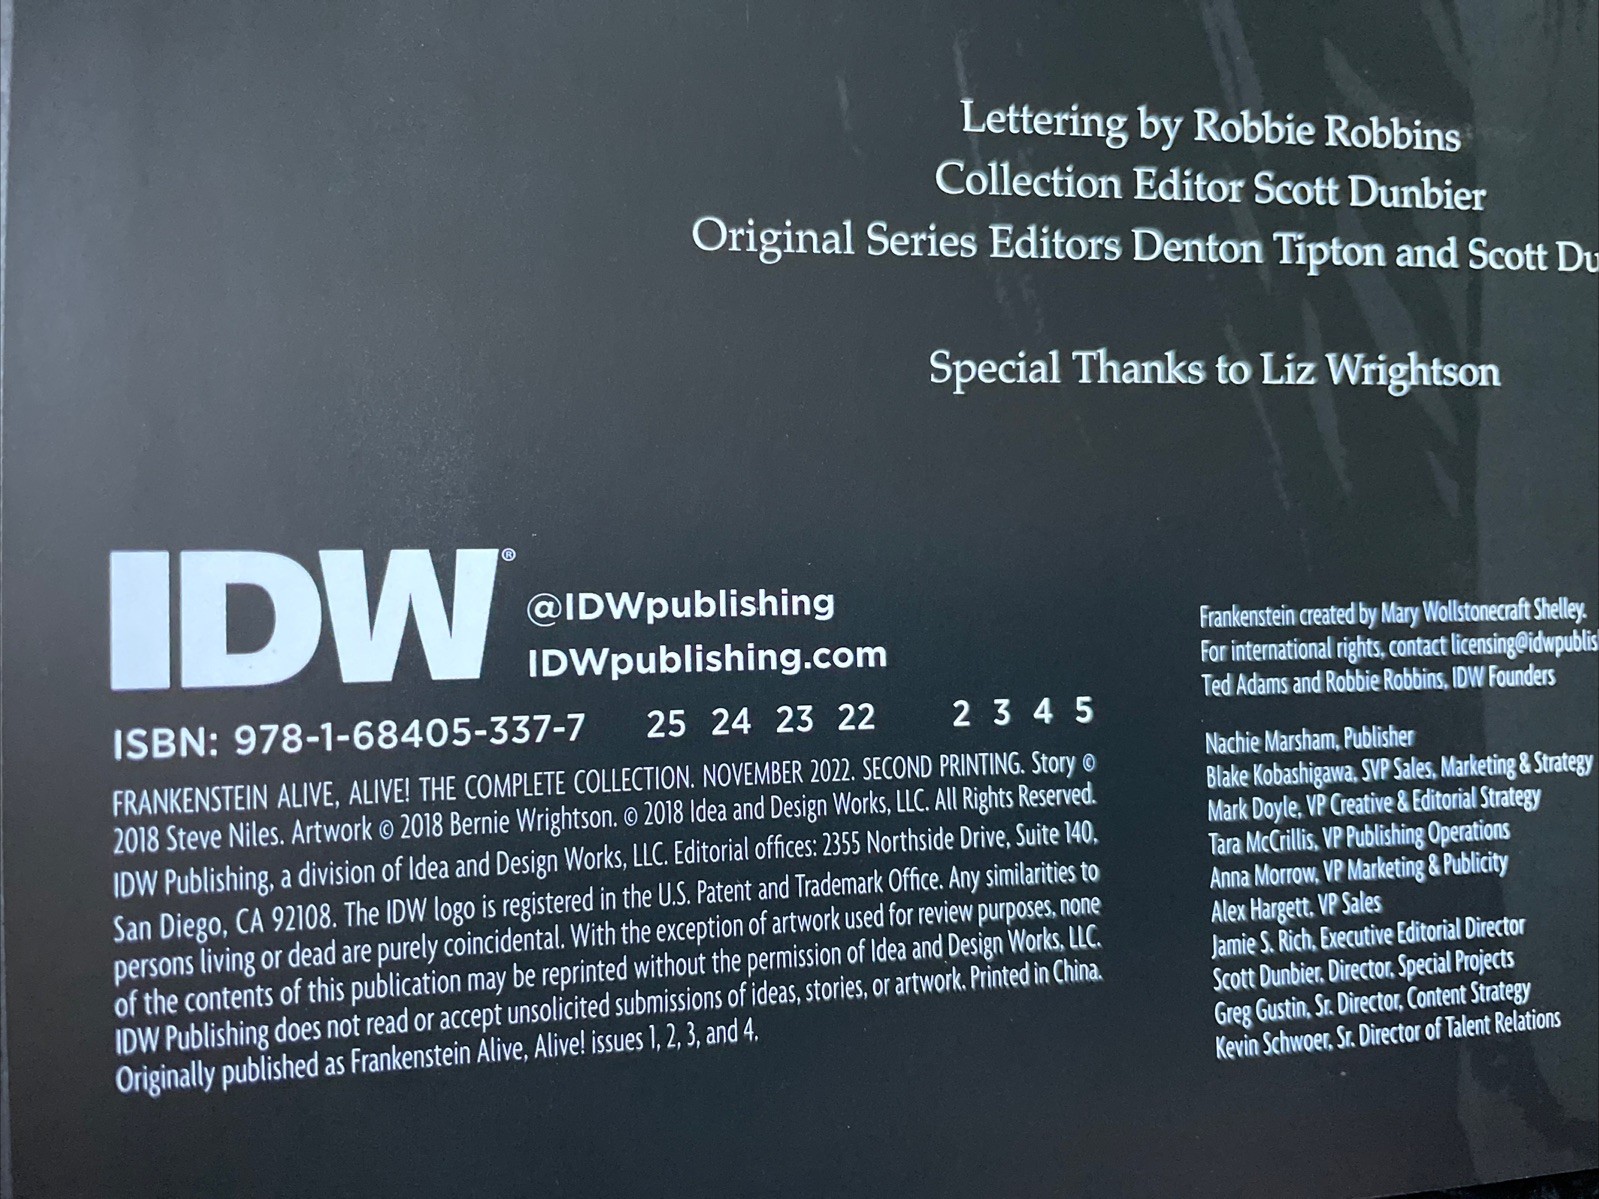 Lettering by Robbie Robbins
Collection Editor Scott Dunbier
Original Series Editors Denton Tipton and Scott Du
Special Thanks to Liz Wrightson
IDW®
@IDWpublishing
IDWpublishing.com
ISBN: 978-1-68405-337-7 25 24 23 22 2 3 4 5
FRANKENSTEIN ALIVE, ALIVE! THE COMPLETE COLLECTION. NOVEMBER 2022. SECOND PRINTING. Story ©
2018 Steve Niles. Artwork © 2018 Bernie Wrightson. © 2018 Idea and Design Works, LLC. All Rights Reserved.
IDW Publishing, a division of Idea and Design Works, LLC. Editorial offices: 2355 Northside Drive, Suite 140,
San Diego, CA 92108. The IDW logo is registered in the U.S. Patent and Trademark Office. Any similarities to
persons living or dead are purely coincidental. With the exception of artwork used for review purposes, none
of the contents of this publication may be reprinted without the permission of Idea and Design Works, LLC.
IDW Publishing does not read or accept unsolicited submissions of ideas, stories, or artwork. Printed in China.
Originally published as Frankenstein Alive, Alive! issues 1, 2, 3, and 4.
Frankenstein created by Mary Wollstonecraft Shelley.
For international rights, contact licensing@idwpublis
Ted Adams and Robbie Robbins, IDW Founders
Nachie Marsham, Publisher
Blake Kobashigawa, SVP Sales, Marketing & Strategy
Mark Doyle, VP Creative & Editorial Strategy
Tara McCrillis, VP Publishing Operations
Anna Morrow, VP Marketing & Publicity
Alex Hargett, VP Sales
Jamie S. Rich, Executive Editorial Director
Scott Dunbier, Director, Special Projects
Greg Gustin, Sr. Director, Content Strategy
Kevin Schwoer, Sr. Director of Talent Relations